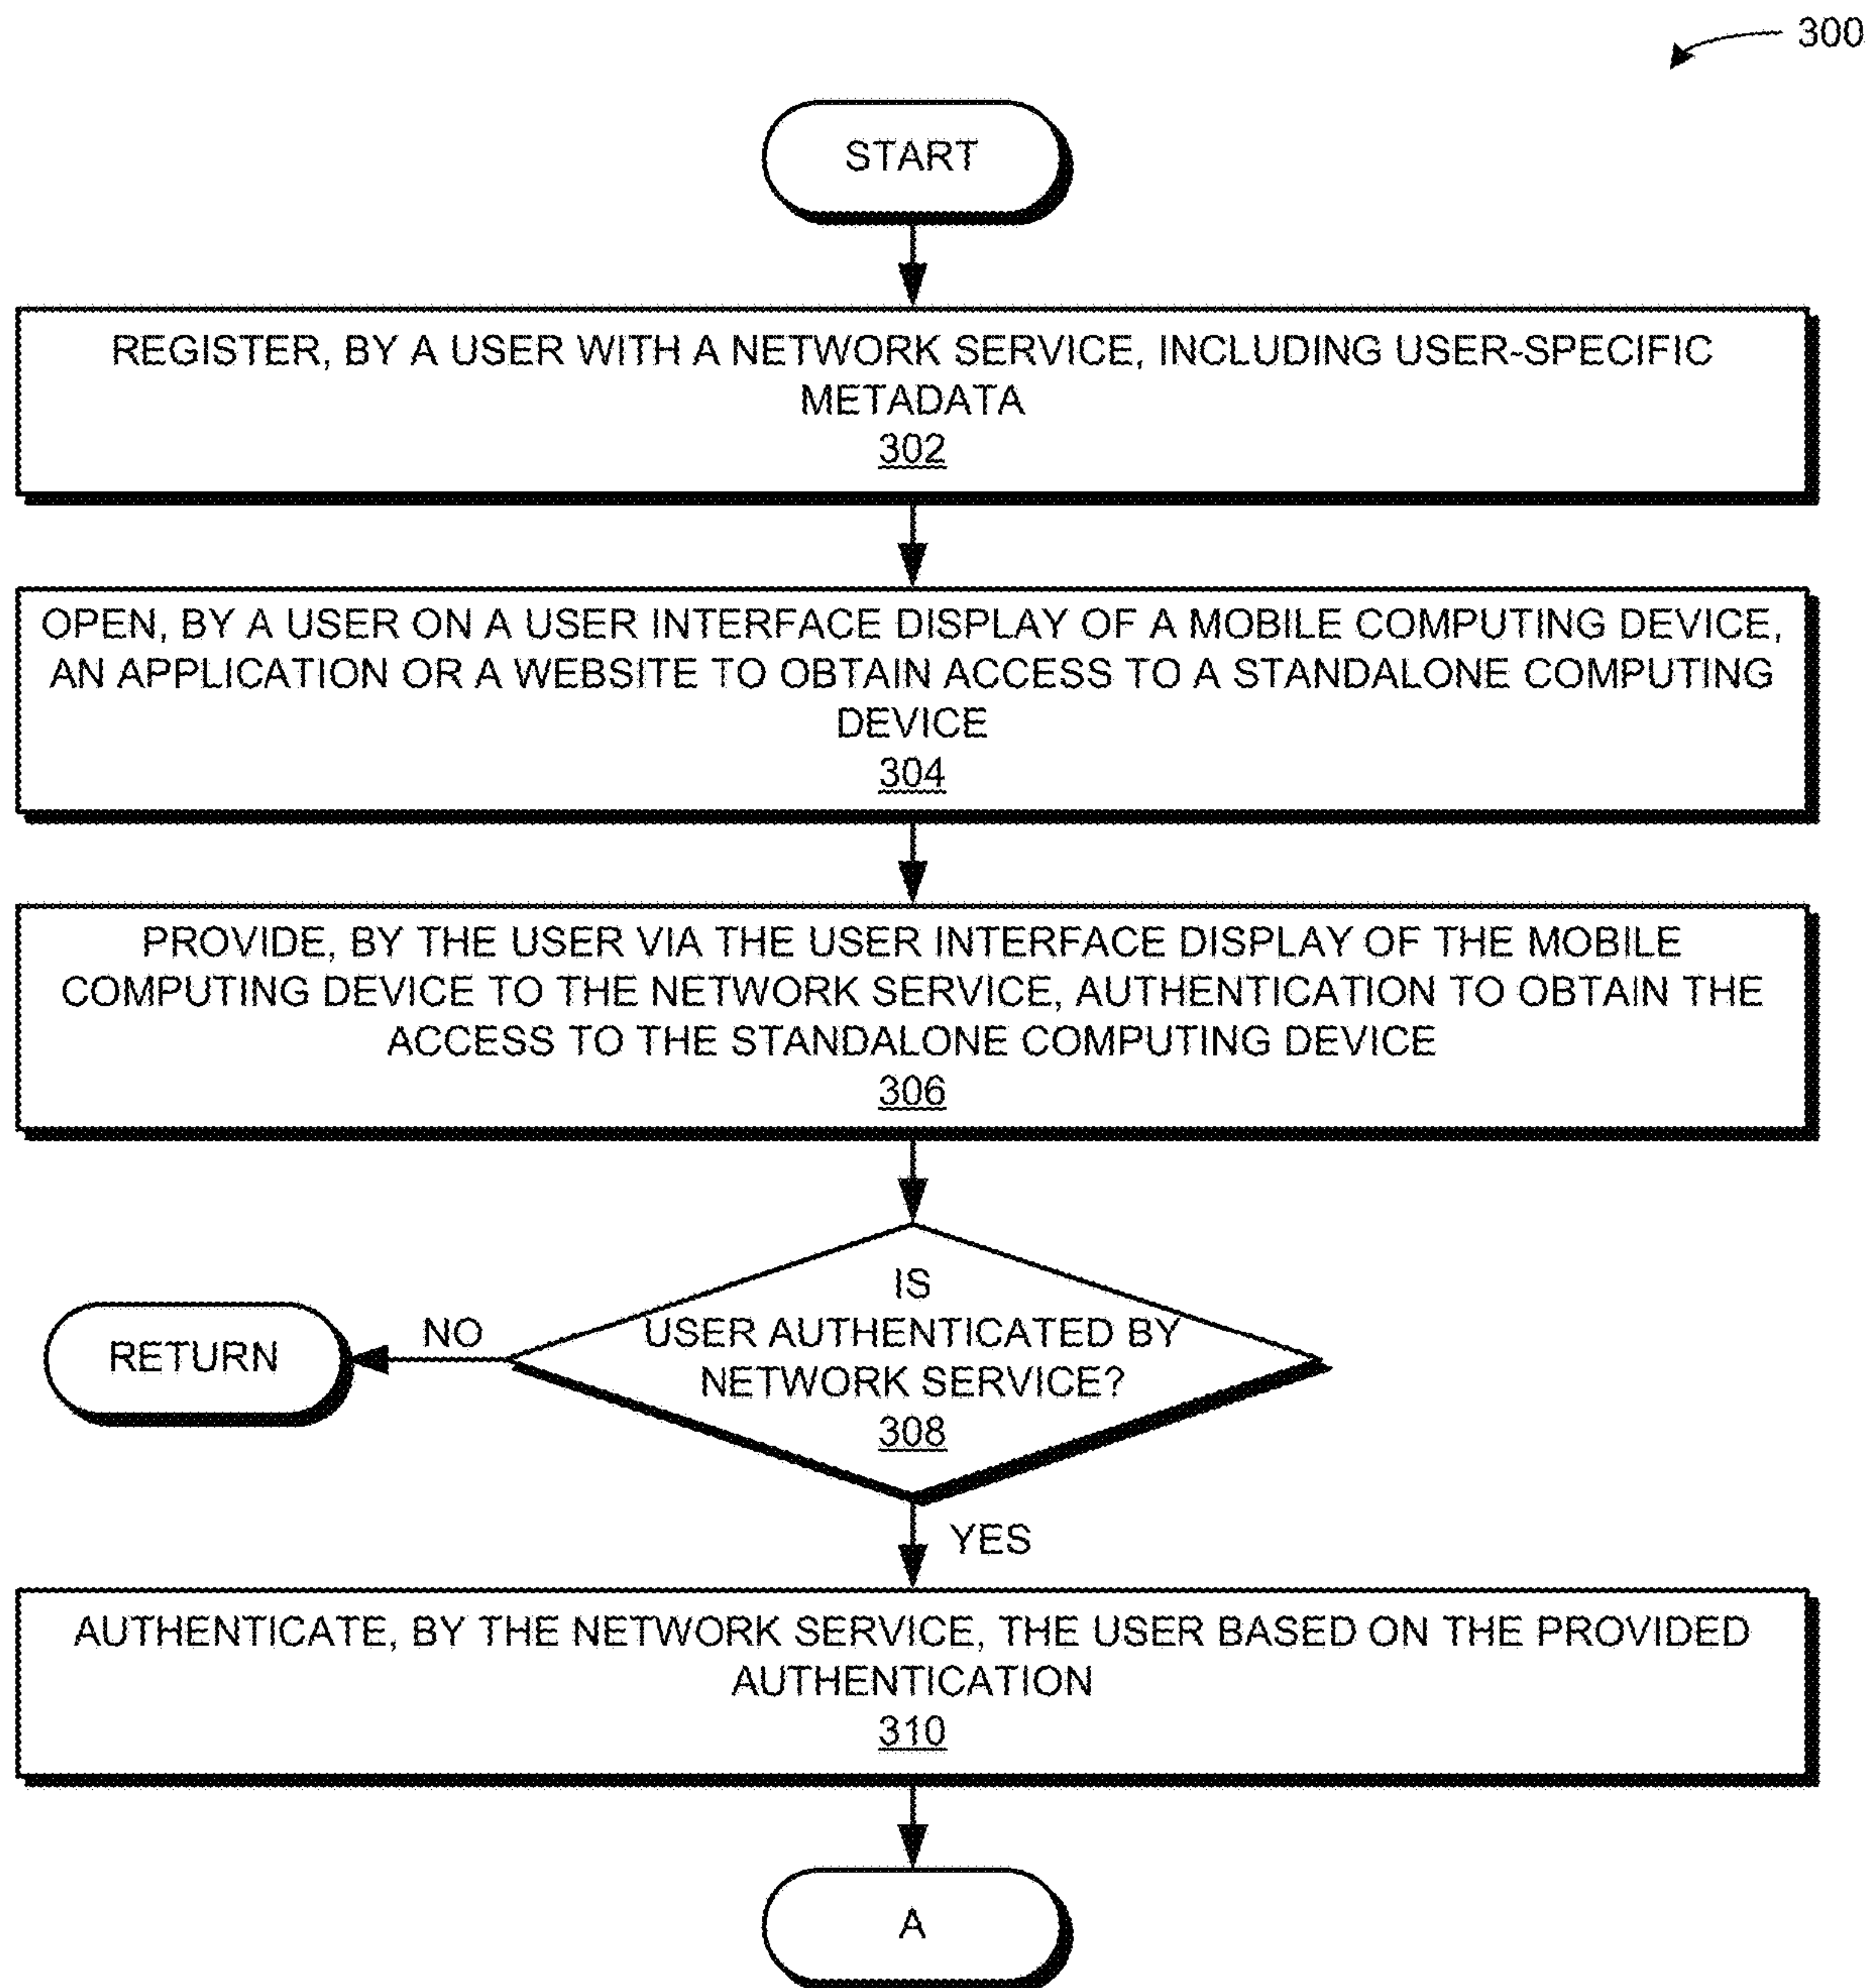 300
START
REGISTER, BY A USER WITH A NETWORK SERVICE, INCLUDING USER-SPECIFIC
METADATA
302
OPEN, BY A USER ON A USER INTERFACE DISPLAY OF A MOBILE COMPUTING DEVICE,
AN APPLICATION OR A WEBSITE TO OBTAIN ACCESS TO A STANDALONE COMPUTING
DEVICE
304
PROVIDE, BY THE USER VIA THE USER INTERFACE DISPLAY OF THE MOBILE
COMPUTING DEVICE TO THE NETWORK SERVICE, AUTHENTICATION TO OBTAIN THE
ACCESS TO THE STANDALONE COMPUTING DEVICE
306
IS
USER AUTHENTICATED BY
NETWORK SERVICE?
308
NO
RETURN
YES
AUTHENTICATE, BY THE NETWORK SERVICE, THE USER BASED ON THE PROVIDED
AUTHENTICATION
310
A